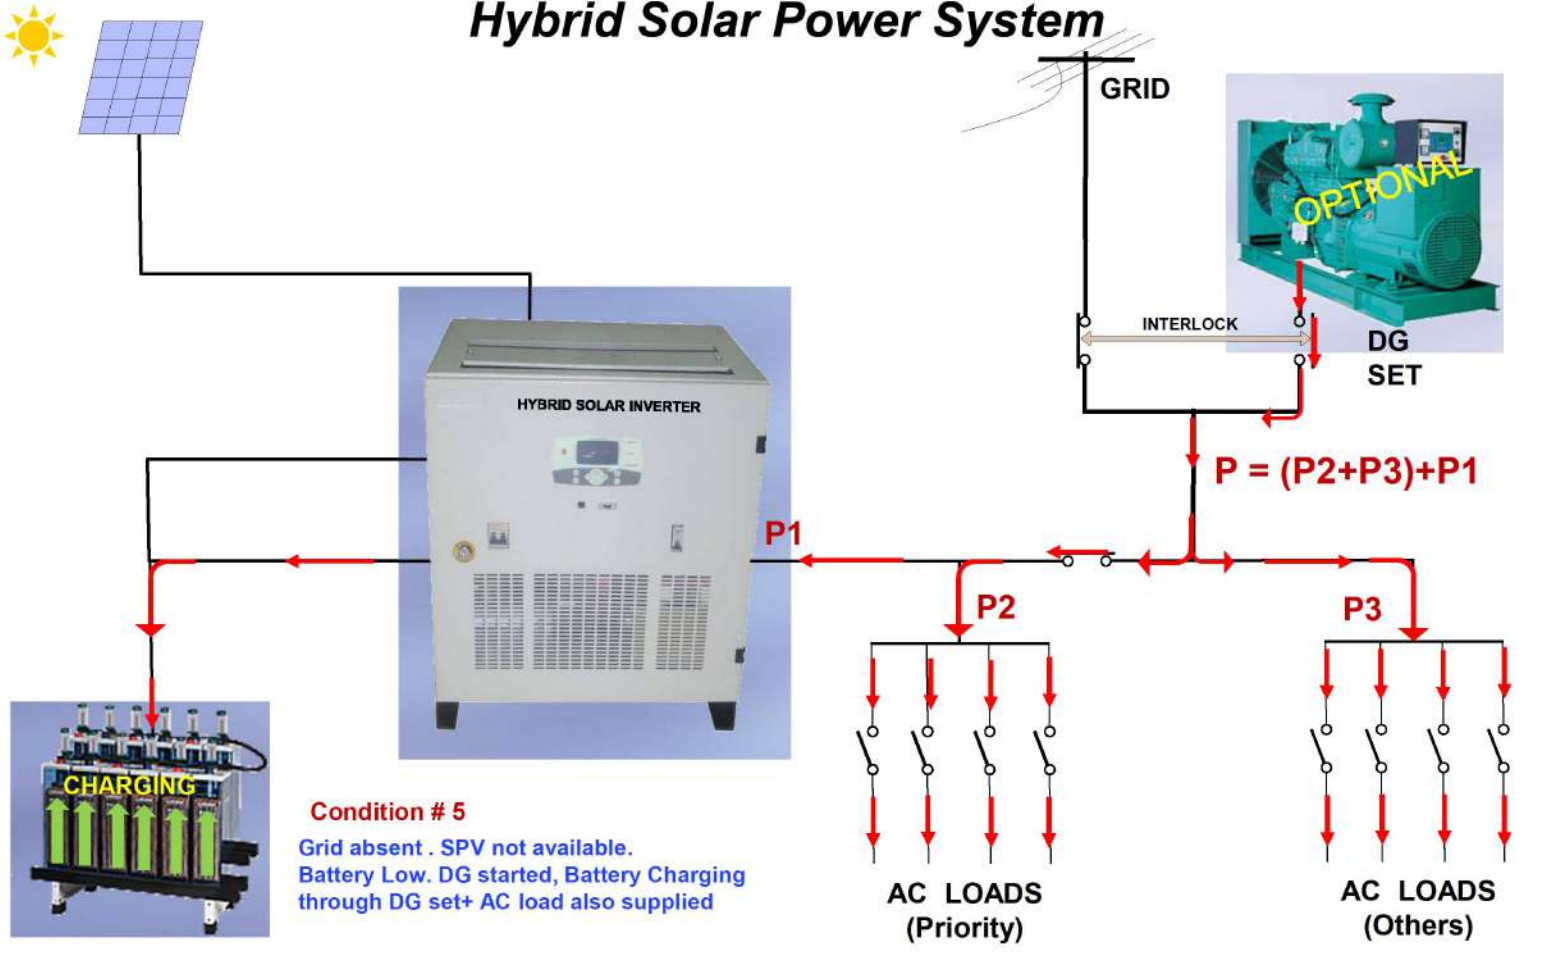 Hybrid Solar Power System
GRID
OPTIONAL
INTERLOCK
DG
SET
HYBRID SOLAR INVERTER
P = (P2+P3)+P1
P1
P2
P3
CHARGING
Condition # 5
Grid absent . SPV not available.
Battery Low. DG started, Battery Charging
through DG set+ AC load also supplied
AC LOADS
(Priority)
AC LOADS
(Others)